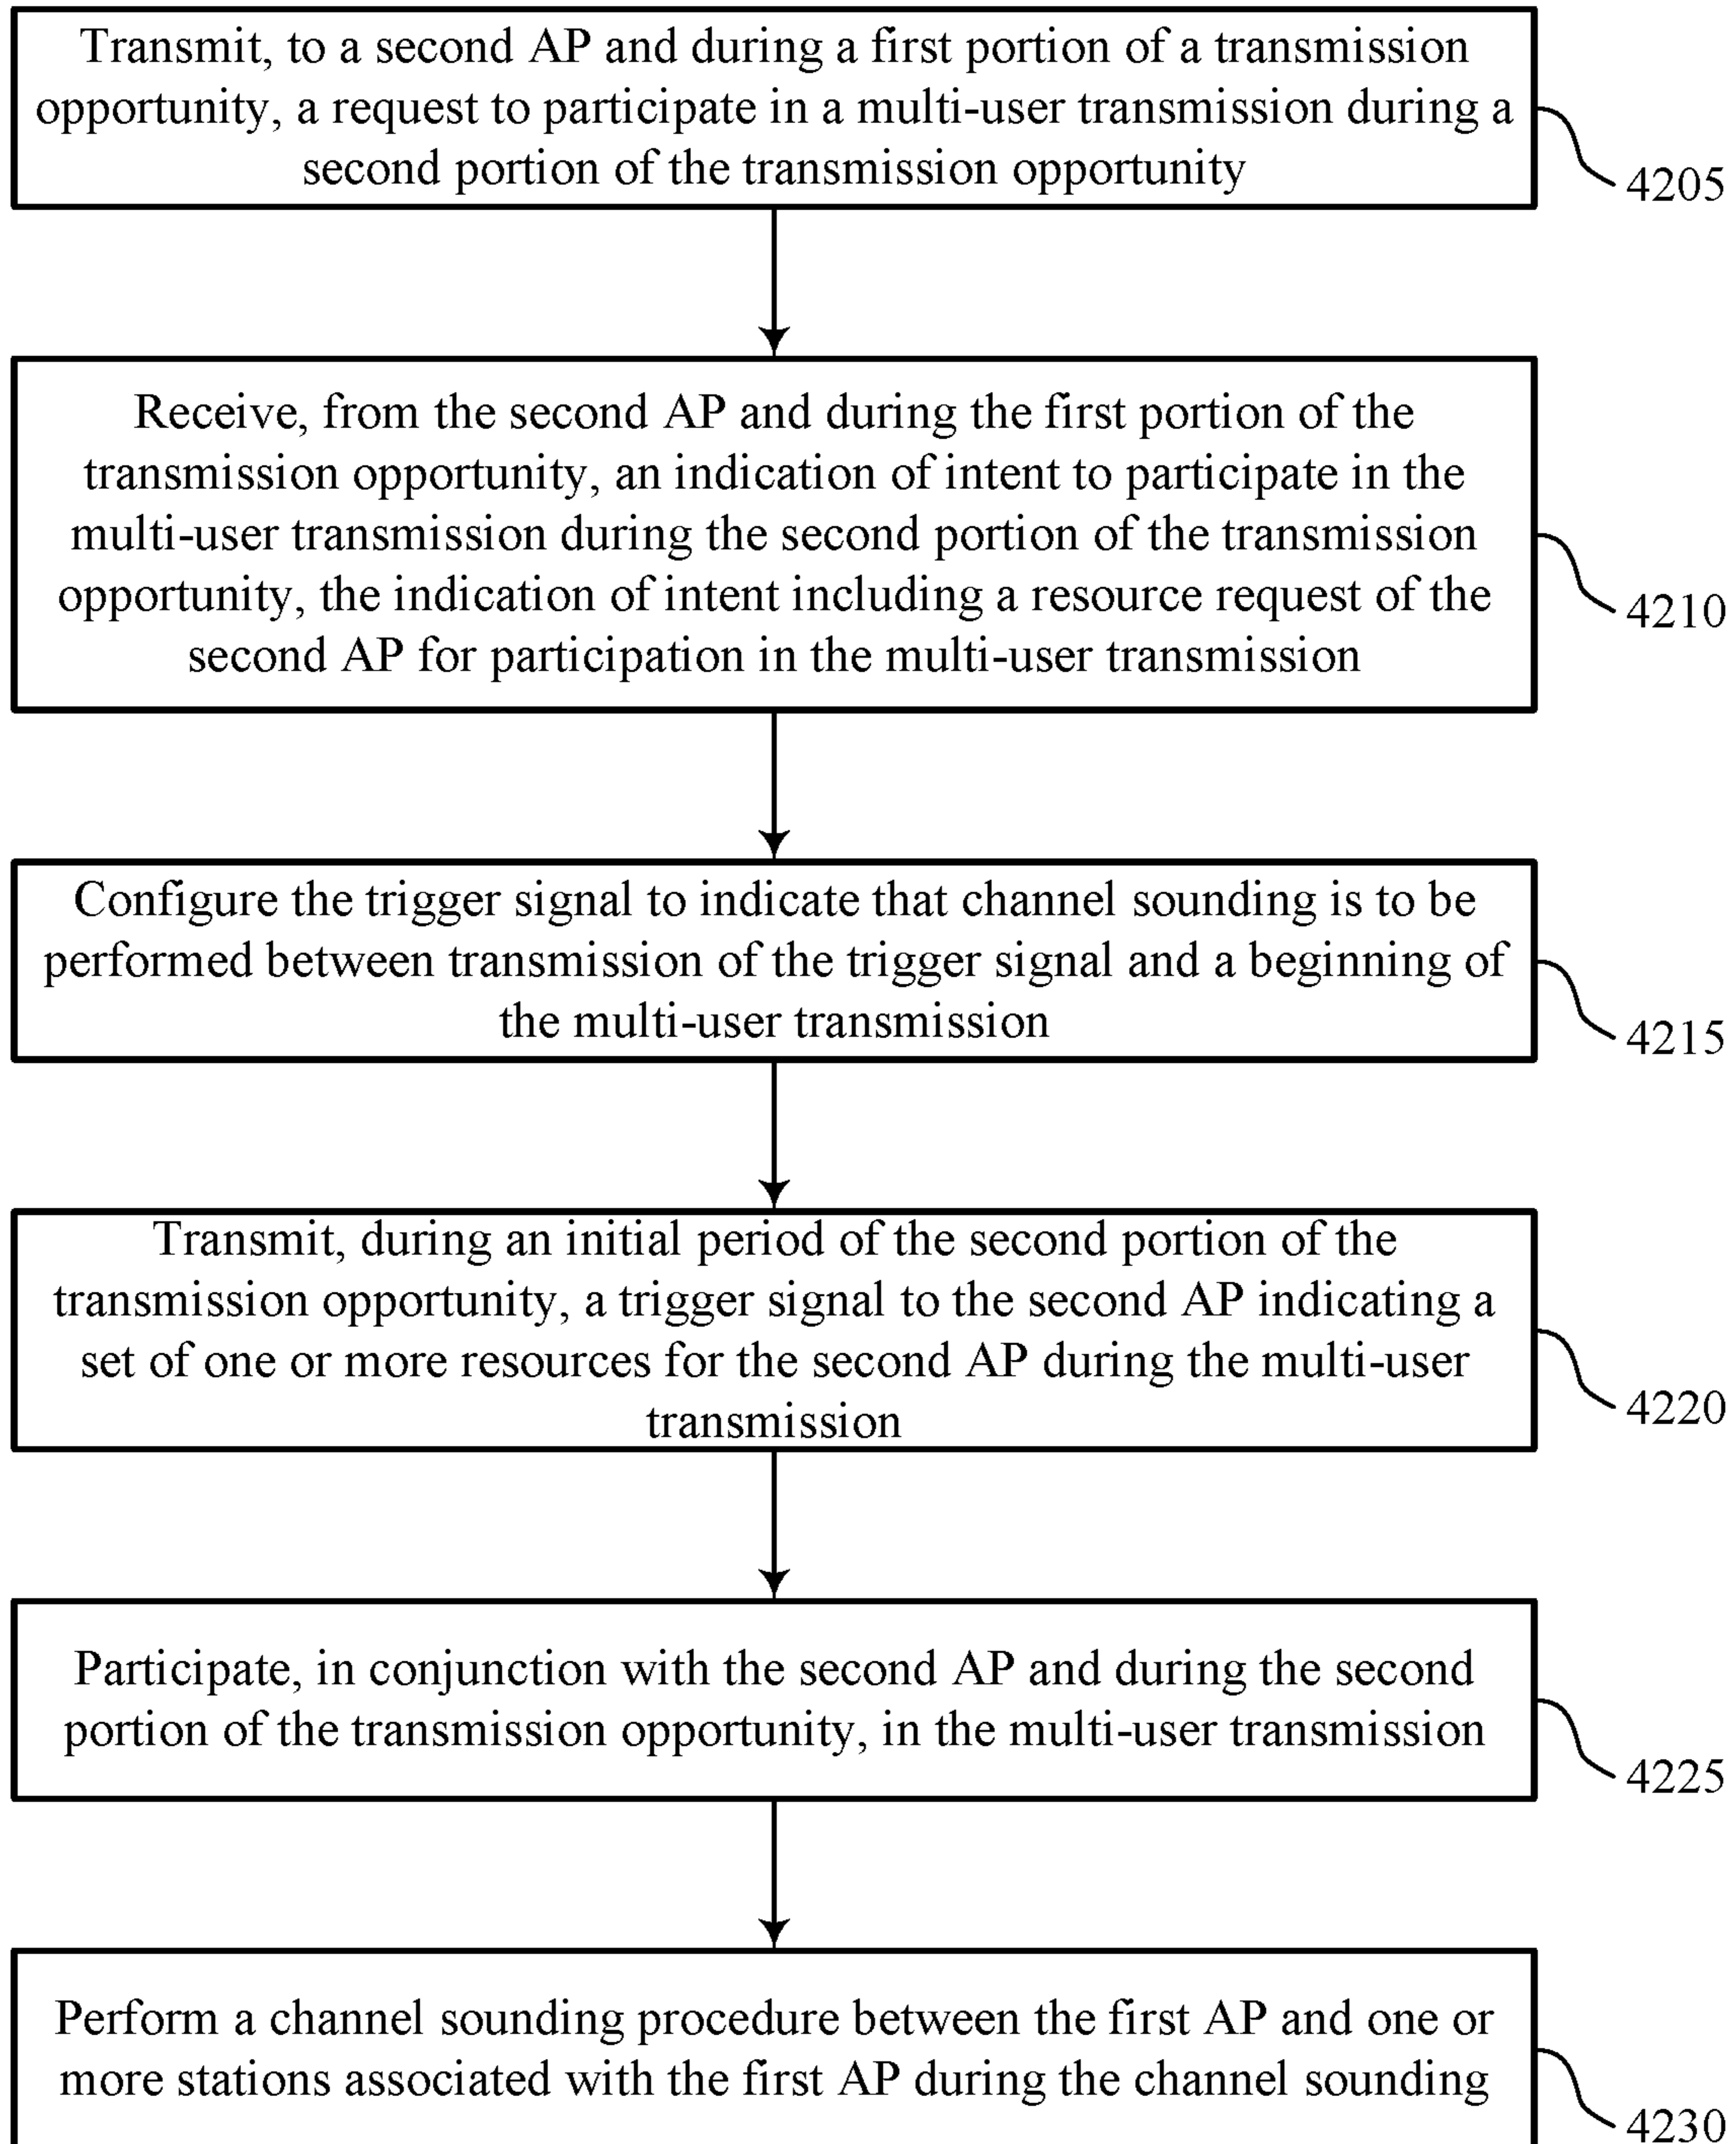 Transmit, to a second AP and during a first portion of a transmission
opportunity, a request to participate in a multi-user transmission during a
second portion of the transmission opportunity
4205
Receive, from the second AP and during the first portion of the
transmission opportunity, an indication of intent to participate in the
multi-user transmission during the second portion of the transmission
opportunity, the indication of intent including a resource request of the
second AP for participation in the multi-user transmission
4210
Configure the trigger signal to indicate that channel sounding is to be
performed between transmission of the trigger signal and a beginning of
the multi-user transmission
4215
Transmit, during an initial period of the second portion of the
transmission opportunity, a trigger signal to the second AP indicating a
set of one or more resources for the second AP during the multi-user
transmission
4220
Participate, in conjunction with the second AP and during the second
portion of the transmission opportunity, in the multi-user transmission
4225
Perform a channel sounding procedure between the first AP and one or
more stations associated with the first AP during the channel sounding
4230